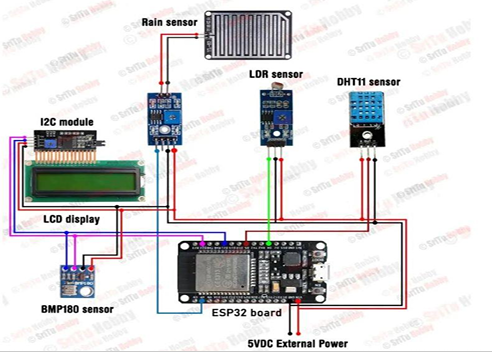 Rain sensor
LDR sensor
DHT11 sensor
I2C module
LCD display
BMP180 sensor
ESP32 board
5VDC External Power
SriTu Hobby